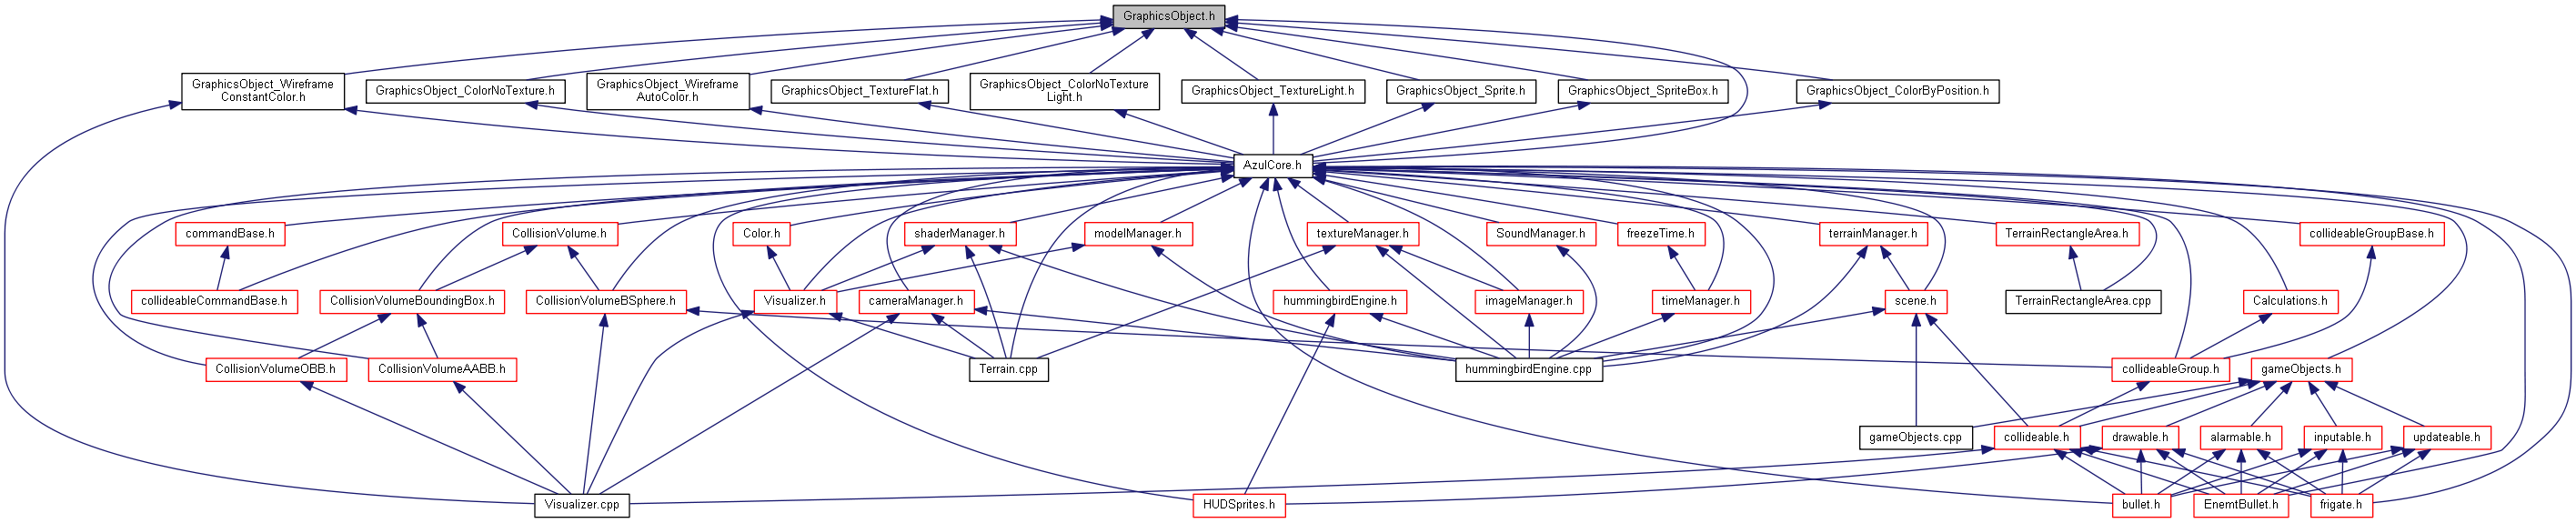 GraphicsObject.h
GraphicsObject_Wireframe
ConstantColor.h
GraphicsObject_ColorNoTexture.h
GraphicsObject_Wireframe
AutoColor.h
GraphicsObject_TextureFlat.h
GraphicsObject_ColorNoTexture
Light.h
GraphicsObject_TextureLight.h
GraphicsObject_Sprite.h
GraphicsObject_SpriteBox.h
GraphicsObject_ColorByPosition.h
AzulCore.h
commandBase.h
CollisionVolume.h
Color.h
shaderManager.h
modelManager.h
textureManager.h
SoundManager.h
freezeTime.h
terrainManager.h
TerrainRectangleArea.h
collideableGroupBase.h
collideableCommandBase.h
CollisionVolumeBoundingBox.h
CollisionVolumeBSphere.h
Visualizer.h
cameraManager.h
hummingbirdEngine.h
imageManager.h
timeManager.h
scene.h
TerrainRectangleArea.cpp
Calculations.h
CollisionVolumeOBB.h
CollisionVolumeAABB.h
Terrain.cpp
hummingbirdEngine.cpp
collideableGroup.h
gameObjects.h
gameObjects.cpp
collideable.h
drawable.h
alarmable.h
inputable.h
updateable.h
Visualizer.cpp
HUDSprites.h
bullet.h
EnemtBullet.h
frigate.h